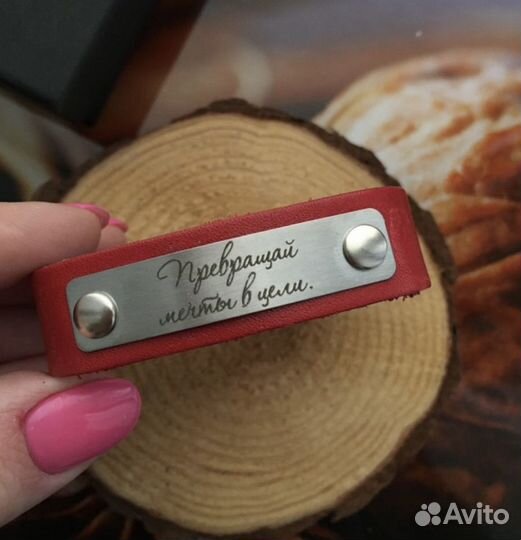 Превращай
мечты в цели.
Avito